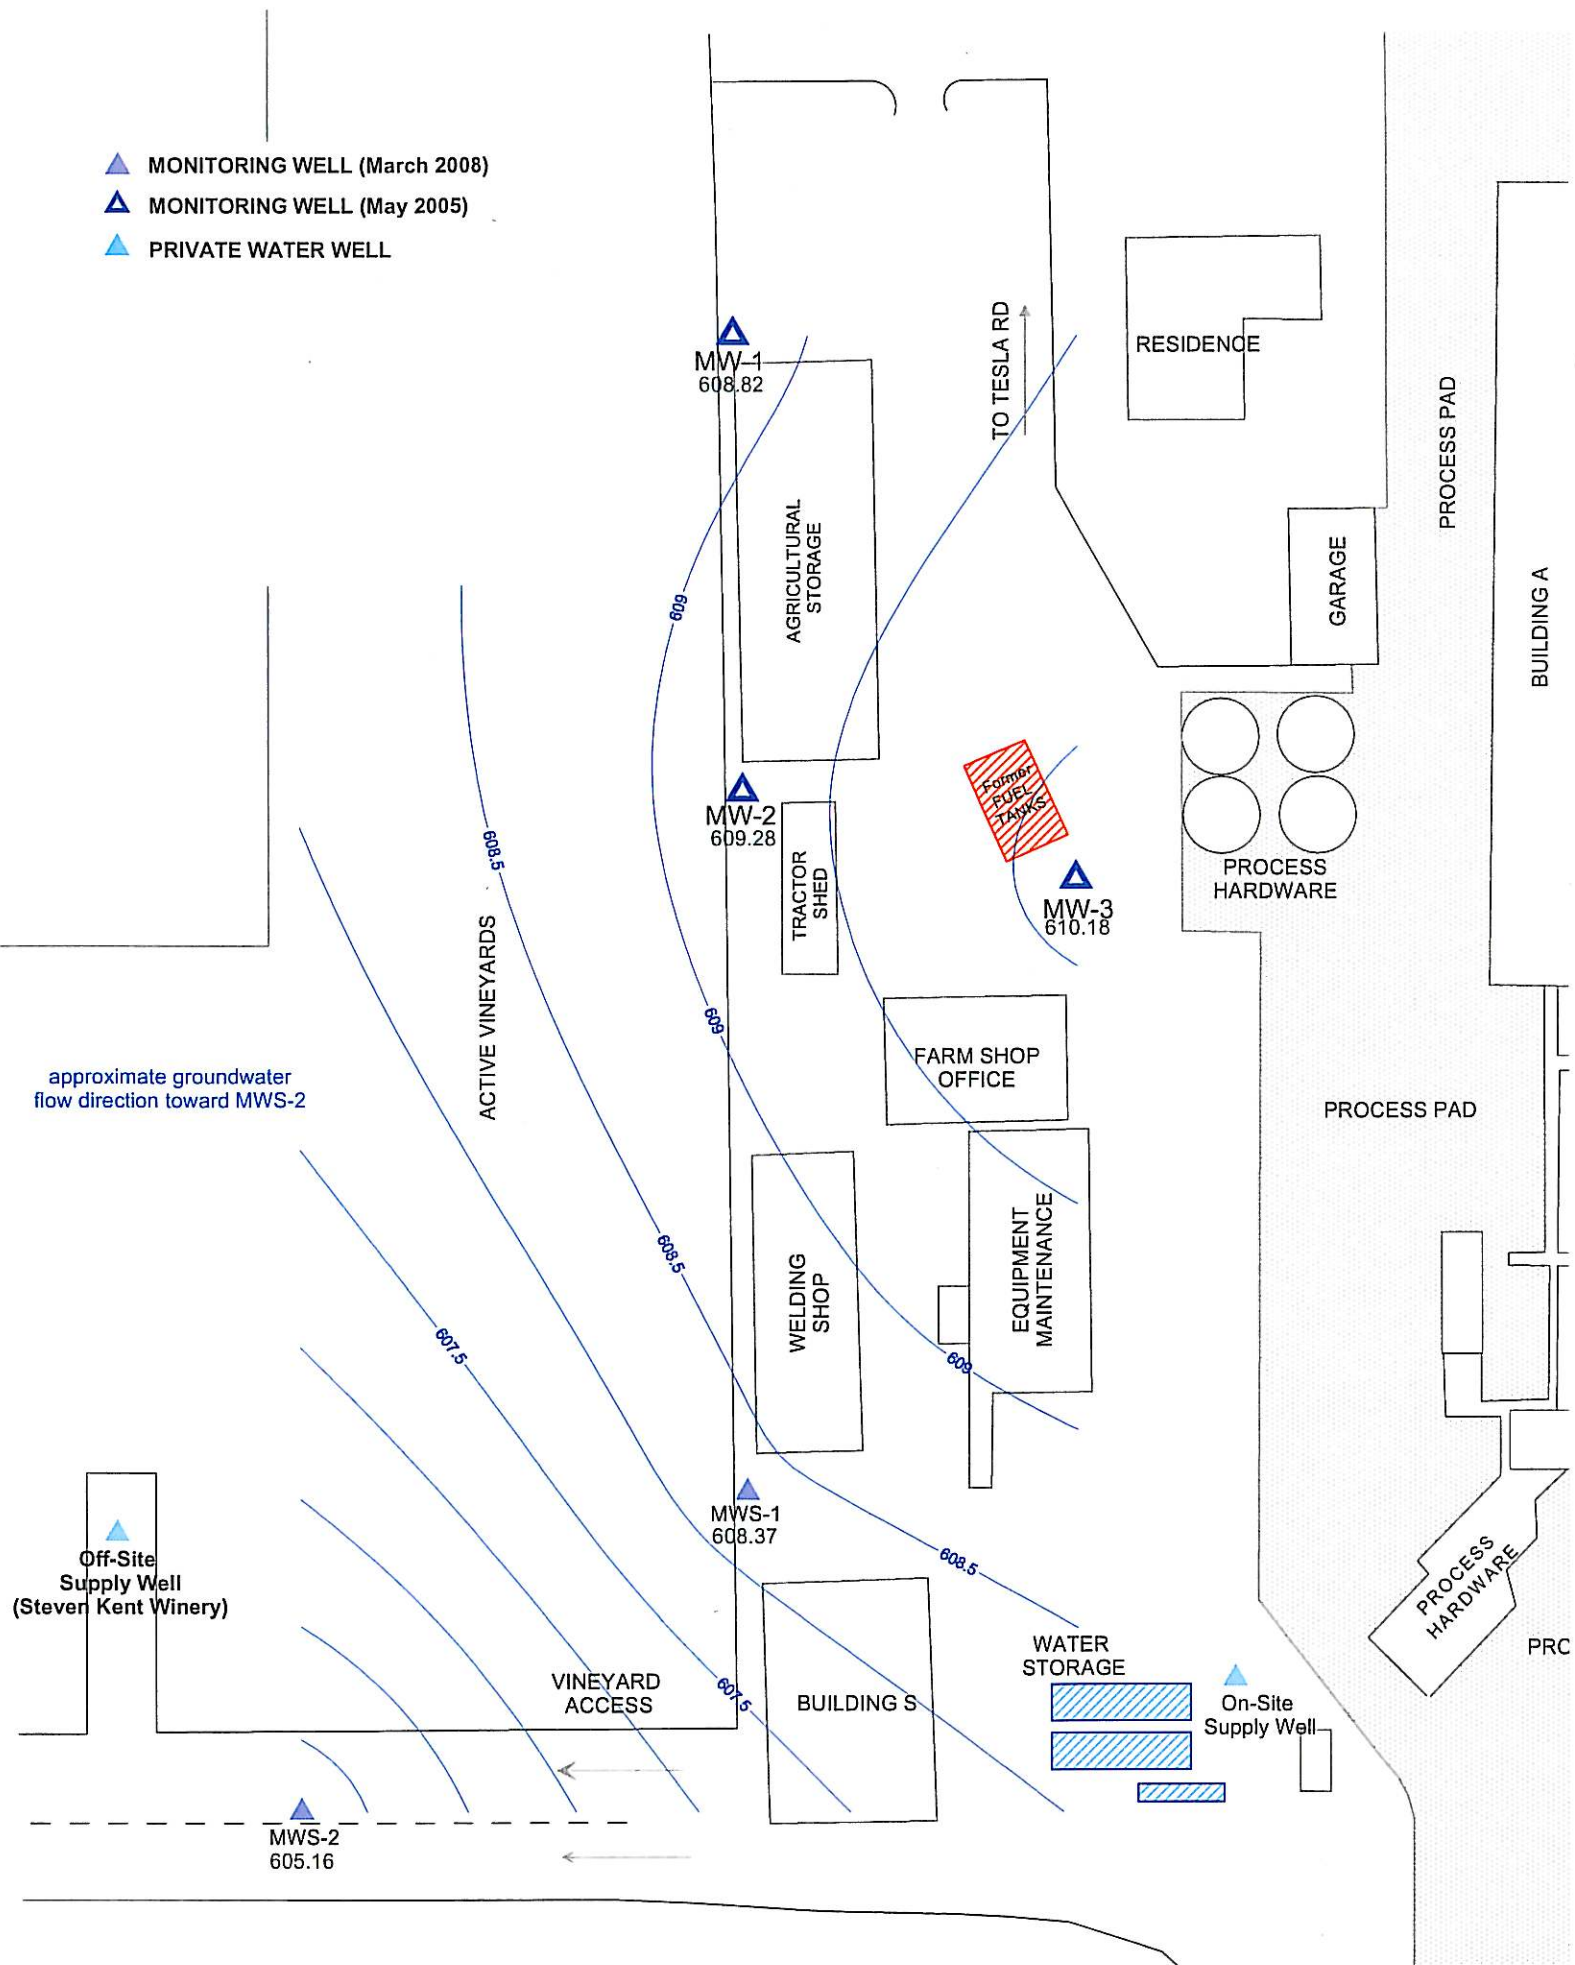 MONITORING WELL (March 2008)
MONITORING WELL (May 2005)
PRIVATE WATER WELL
MW-1
608.82
TO TESLA RD
RESIDENCE
PROCESS PAD
AGRICULTURAL
STORAGE
GARAGE
BUILDING A
609
Former
FUEL
TANKS
MW-2
609.28
TRACTOR
SHED
608.5
MW-3
610.18
PROCESS
HARDWARE
ACTIVE VINEYARDS
609
FARM SHOP
OFFICE
approximate groundwater
flow direction toward MWS-2
PROCESS PAD
608.5
WELDING
SHOP
EQUIPMENT
MAINTENANCE
607.5
609
MWS-1
608.37
608.5
Off-Site
Supply Well
(Steven Kent Winery)
PROCESS
HARDWARE
WATER
STORAGE
PRC
VINEYARD
ACCESS
607.5
BUILDING S
On-Site
Supply Well
MWS-2
605.16